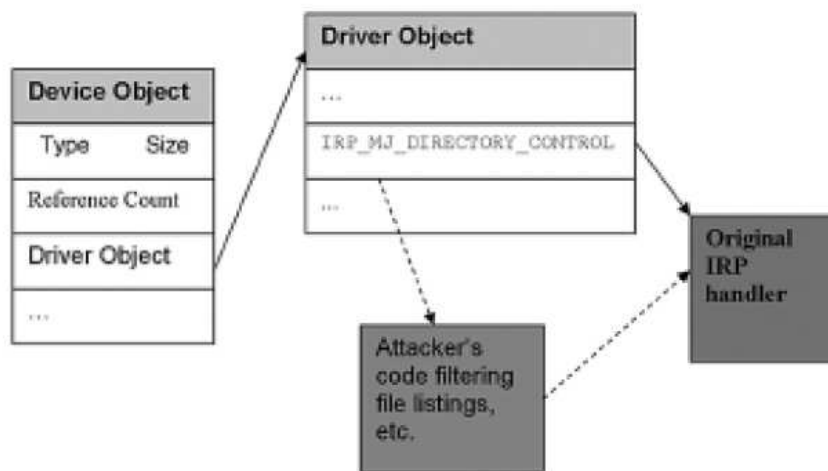 Device Object
Type Size
Reference Count
Driver Object
...
Driver Object
...
IRP_MJ_DIRECTORY_CONTROL
...
Attacker's
code filtering
file listings,
etc.
Original
IRP
handler